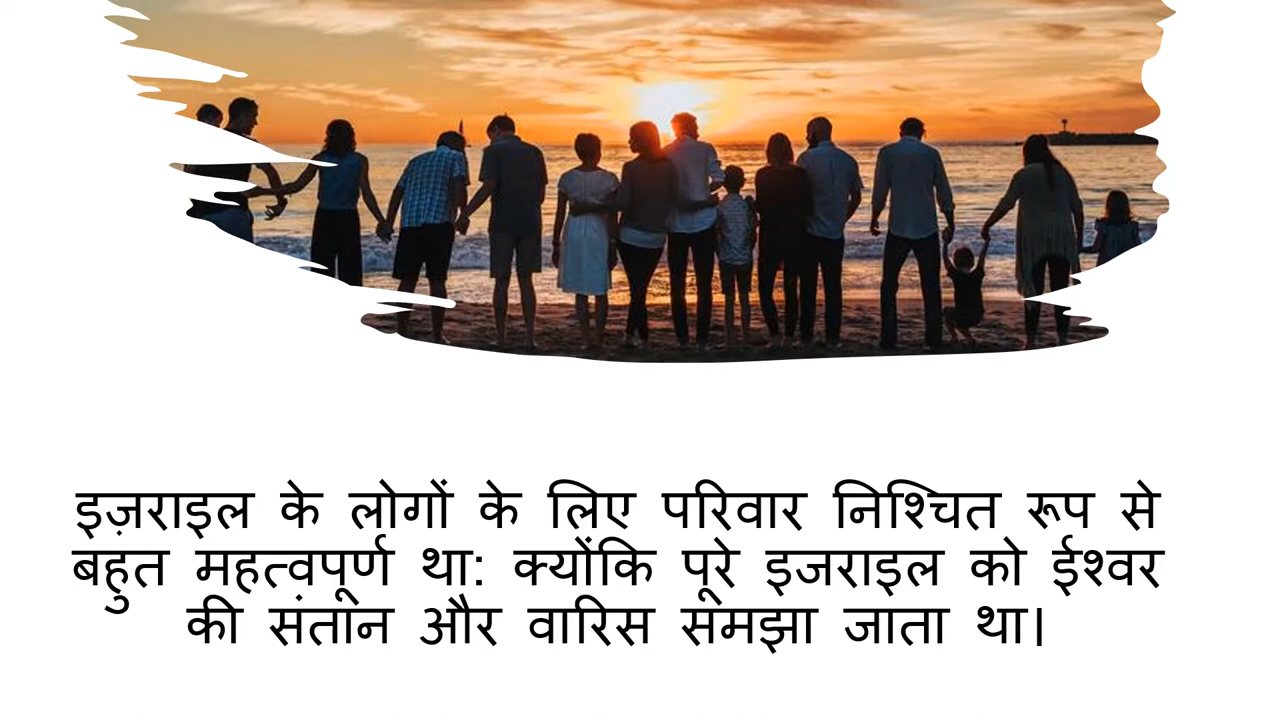 इज़राइल के लोगों के लिए परिवार निश्चित रूप से
बहुत महत्वपूर्ण था: क्योंकि पूरे इजराइल को ईश्वर
की संतान और वारिस समझा जाता था।